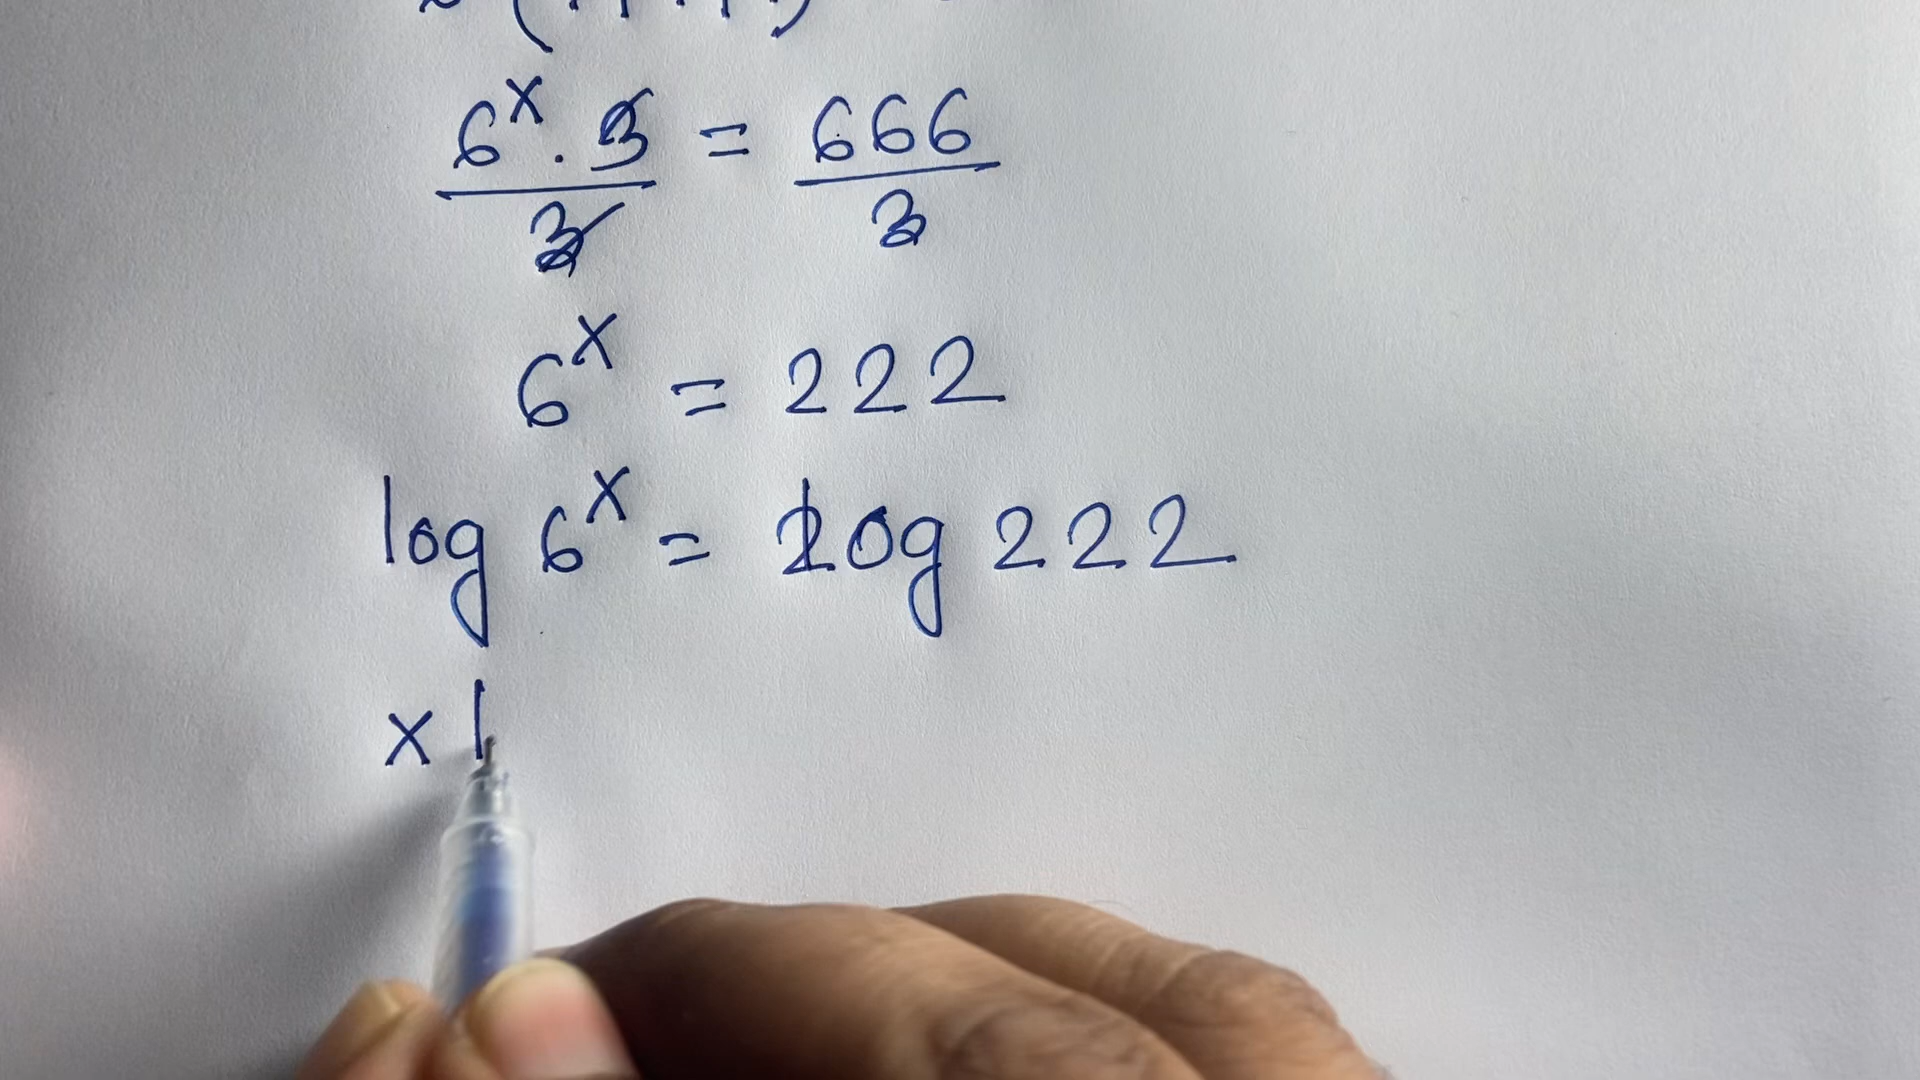 6^x . 3 / 3 = 666 / 3
6^x = 222
log 6^x = log 222
x l